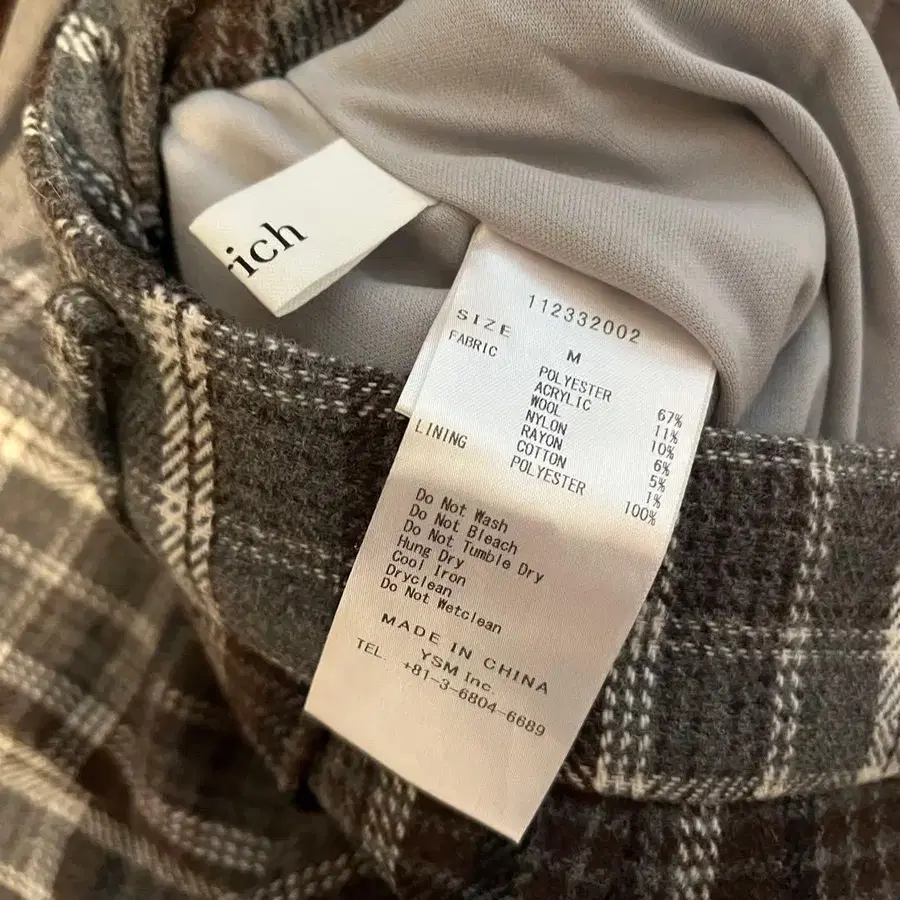 rich
112332002
SIZE M
FABRIC POLYESTER 67%
ACRYLIC 11%
WOOL 10%
NYLON 6%
RAYON 5%
COTTON 1%
LINING POLYESTER 100%
Do Not Wash
Do Not Bleach
Do Not Tumble Dry
Hung Dry
Cool Iron
Dryclean
Do Not Wetclean
MADE IN CHINA
YSM Inc.
TEL. +81-3-6804-6689